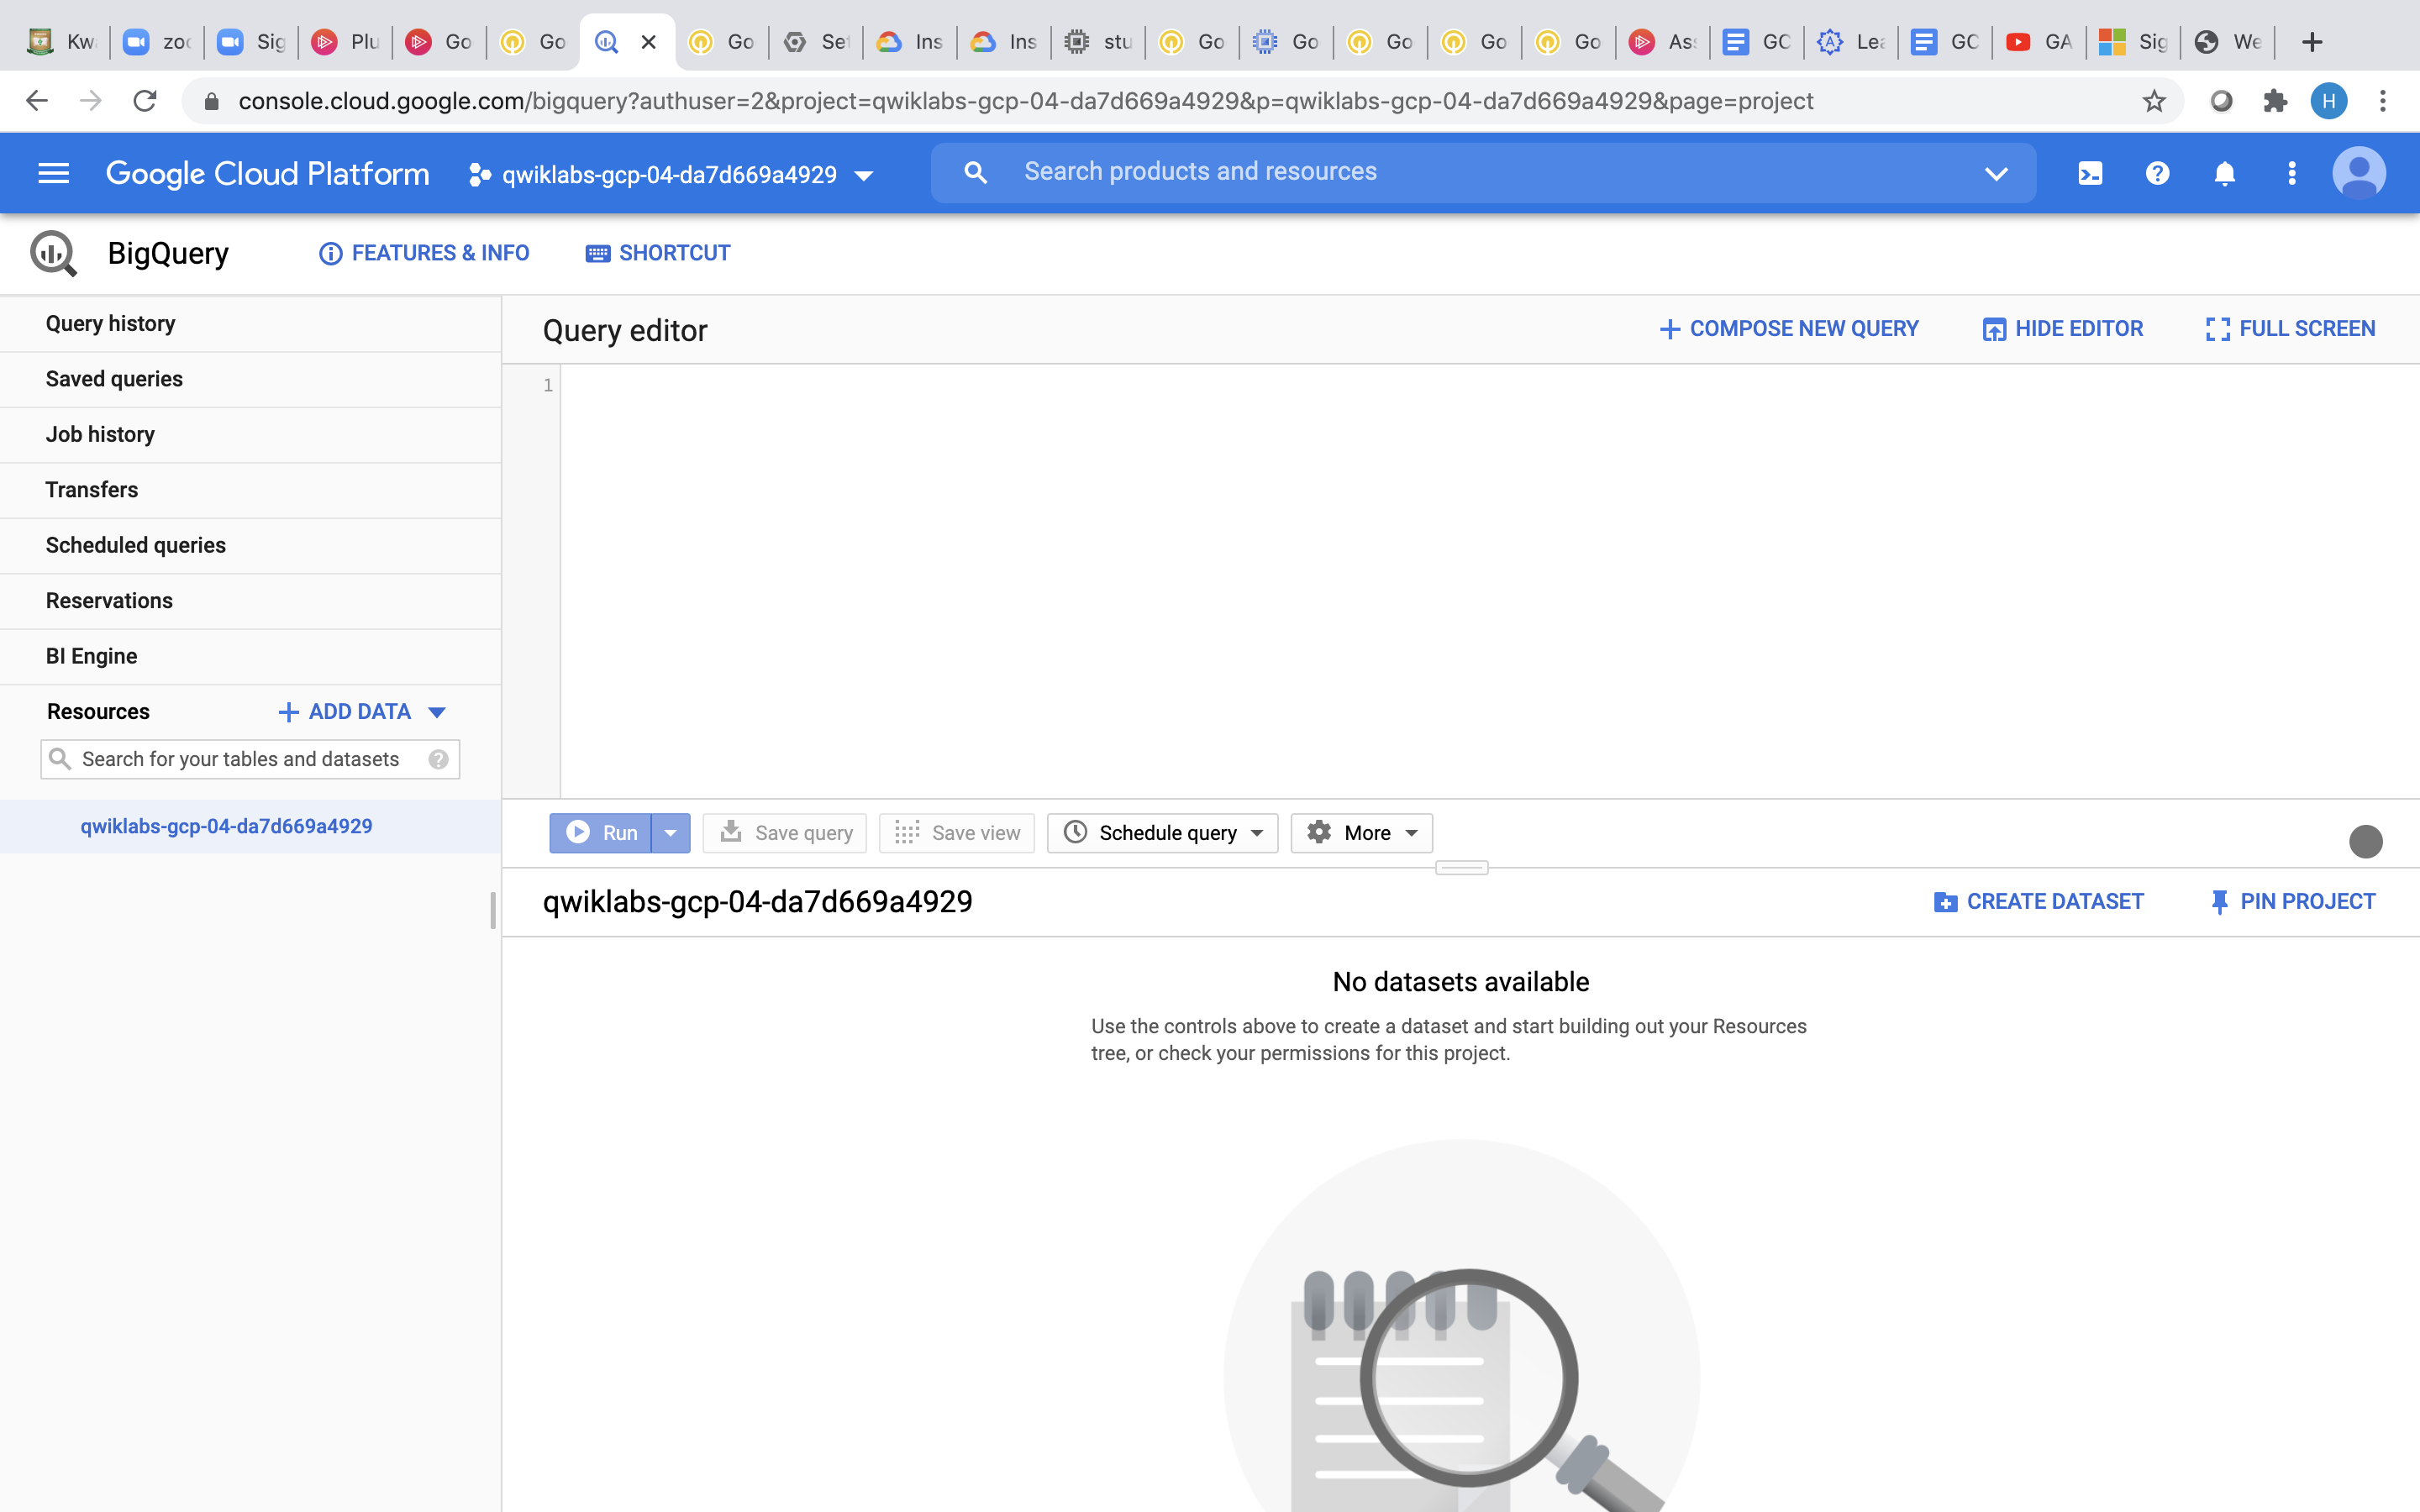 Kw zoo Sig Plu Go Go Go Se Ins Ins stu Go Go Go Go Go As Lea GC GA Sig We
console.cloud.google.com/bigquery?authuser=2&project=qwiklabs-gcp-04-da7d669a4929&p=qwiklabs-gcp-04-da7d669a4929&page=project
H
Google Cloud Platform
qwiklabs-gcp-04-da7d669a4929
Search products and resources
BigQuery
FEATURES & INFO
SHORTCUT
Query history
Saved queries
Job history
Transfers
Scheduled queries
Reservations
BI Engine
Resources
ADD DATA
Search for your tables and datasets
qwiklabs-gcp-04-da7d669a4929
Query editor
COMPOSE NEW QUERY
HIDE EDITOR
FULL SCREEN
1
Run
Save query
Save view
Schedule query
More
qwiklabs-gcp-04-da7d669a4929
CREATE DATASET
PIN PROJECT
No datasets available
Use the controls above to create a dataset and start building out your Resources
tree, or check your permissions for this project.